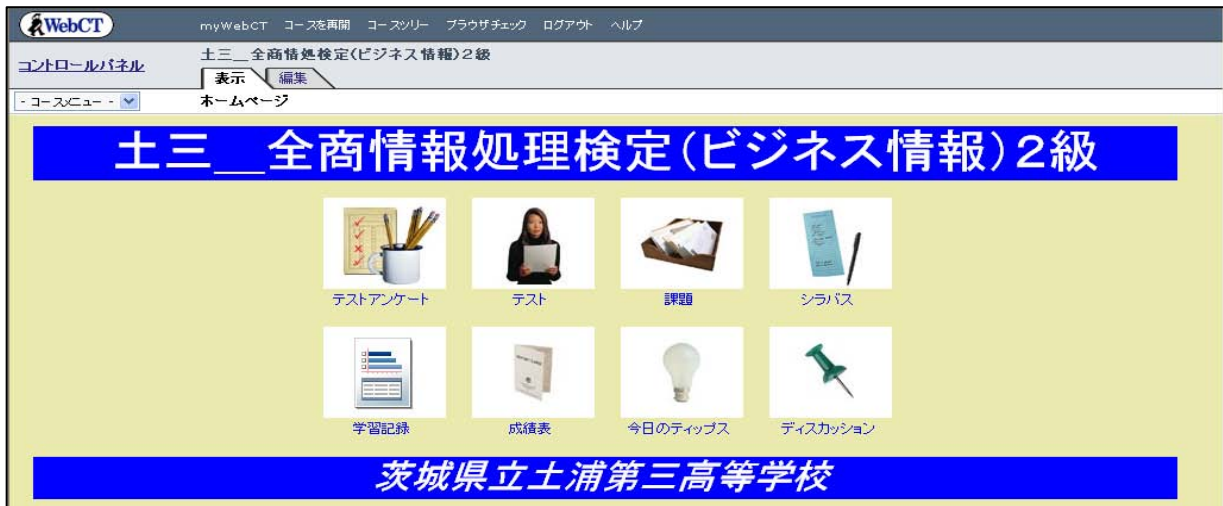 WebCT
myWebCT コースを再開 コースツリー ブラウザチェック ログアウト ヘルプ
コントロールパネル
土三__全商情処検定(ビジネス情報)2級
表示 編集
- コースメニュー -
ホームページ
土三__全商情報処理検定(ビジネス情報)2級
テストアンケート テスト 課題 シラバス
学習記録 成績表 今日のティップス ディスカッション
茨城県立土浦第三高等学校